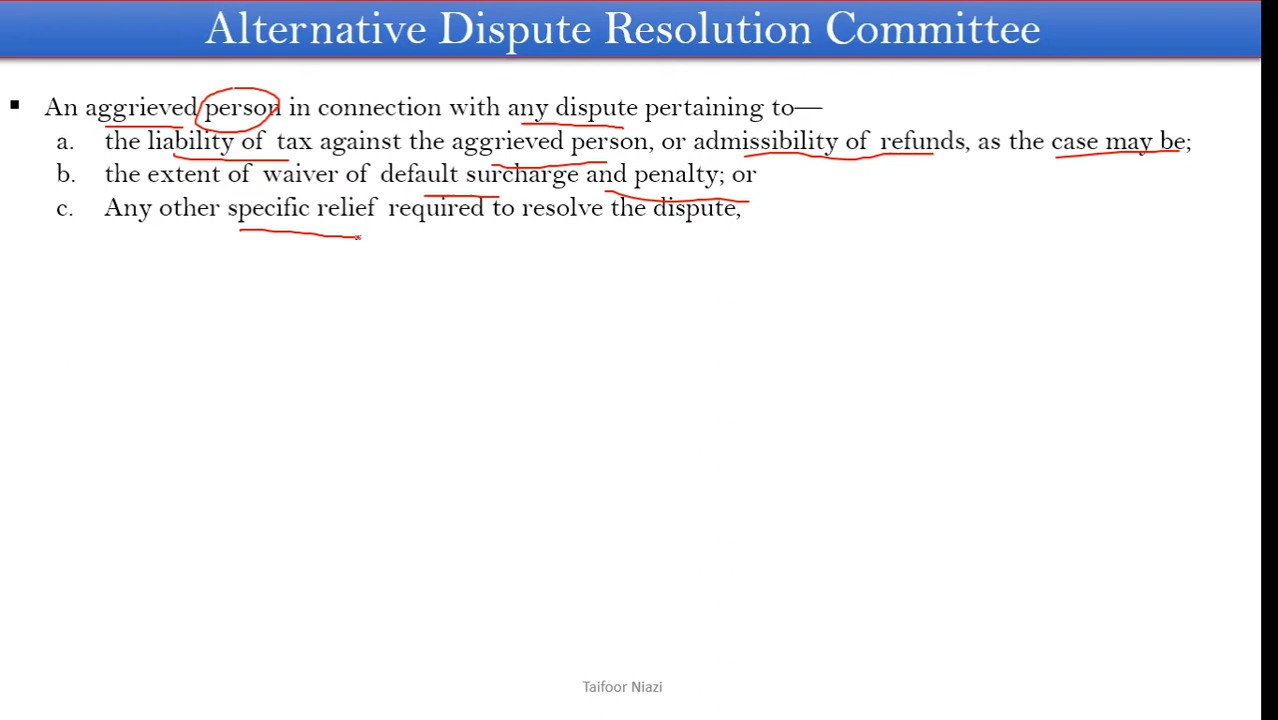 Alternative Dispute Resolution Committee
▪ An aggrieved person in connection with any dispute pertaining to—
a. the liability of tax against the aggrieved person, or admissibility of refunds, as the case may be;
b. the extent of waiver of default surcharge and penalty; or
c. Any other specific relief required to resolve the dispute,
Taifoor Niazi